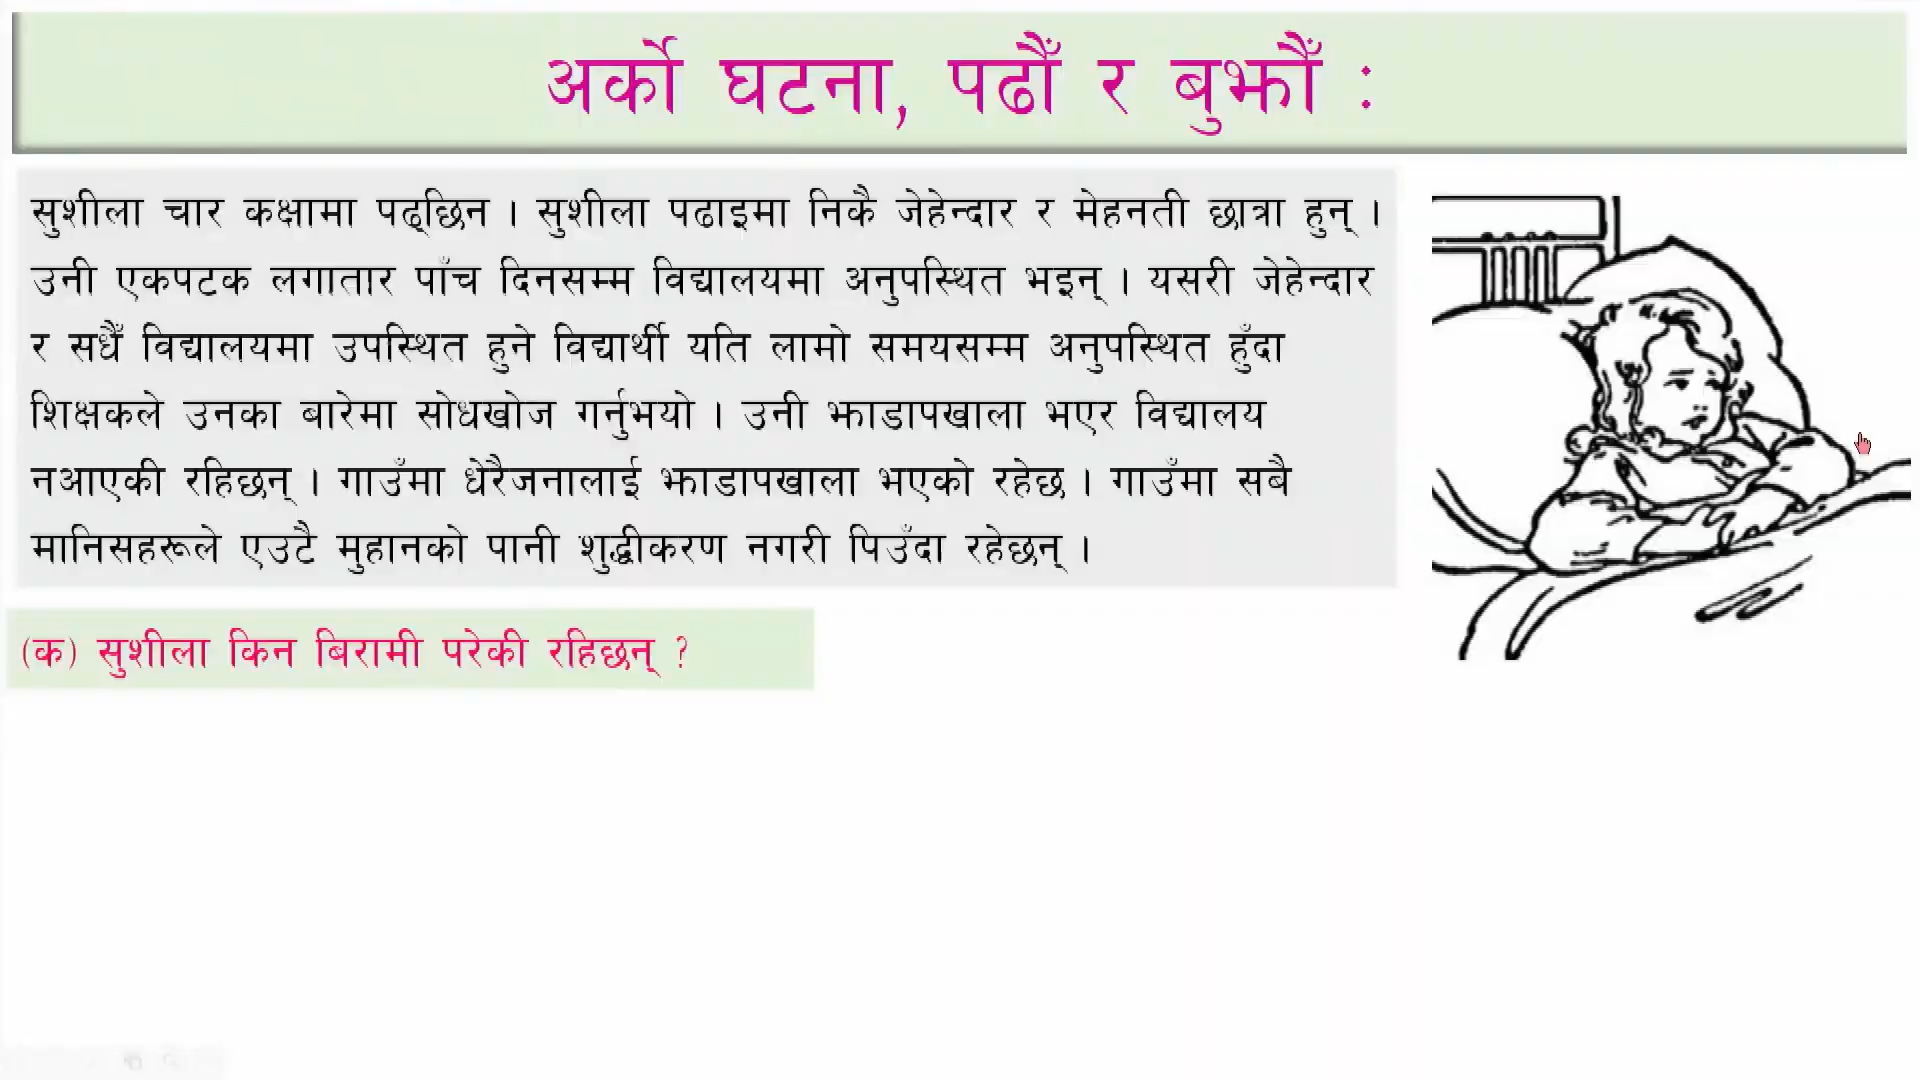 अर्को घटना, पढौँ र बुझौँ :
सुशीला चार कक्षामा पढ्छिन । सुशीला पढाइमा निकै जेहेन्दार र मेहनती छात्रा हुन् ।
उनी एकपटक लगातार पाँच दिनसम्म विद्यालयमा अनुपस्थित भइन् । यसरी जेहेन्दार
र सधैँ विद्यालयमा उपस्थित हुने विद्यार्थी यति लामो समयसम्म अनुपस्थित हुँदा
शिक्षकले उनका बारेमा सोधखोज गर्नुभयो । उनी झाडापखाला भएर विद्यालय
नआएकी रहिछन् । गाउँमा धेरैजनालाई झाडापखाला भएको रहेछ । गाउँमा सबै
मानिसहरूले एउटै मुहानको पानी शुद्धीकरण नगरी पिउँदा रहेछन् ।
(क) सुशीला किन बिरामी परेकी रहिछन् ?